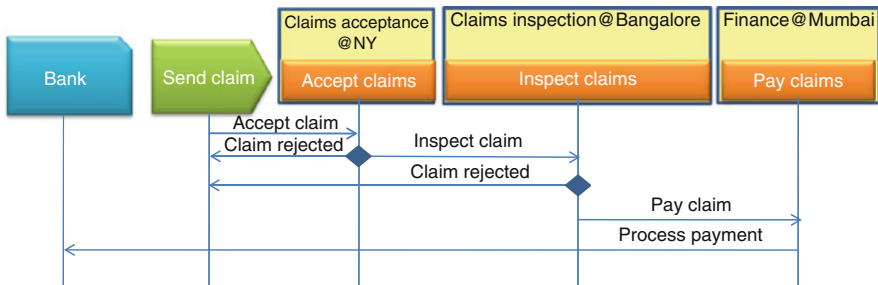 Claims acceptance
@NY
Claims inspection@Bangalore
Finance@Mumbai
Bank
Send claim
Accept claims
Inspect claims
Pay claims
Accept claim
Claim rejected
Inspect claim
Claim rejected
Pay claim
Process payment